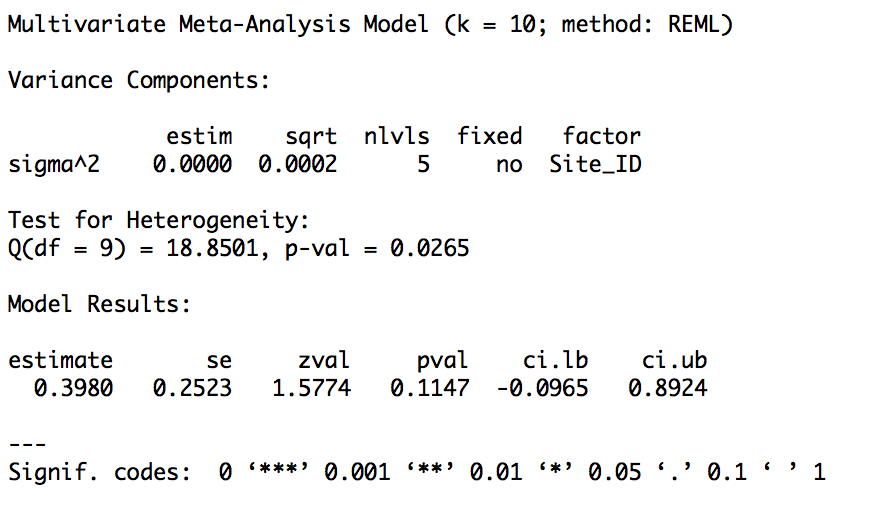 Multivariate Meta-Analysis Model (k = 10; method: REML)
Variance Components:
estim sqrt nlvls fixed factor
sigma^2 0.0000 0.0002 5 no Site_ID
Test for Heterogeneity:
Q(df = 9) = 18.8501, p-val = 0.0265
Model Results:
estimate se zval pval ci.lb ci.ub
0.3980 0.2523 1.5774 0.1147 -0.0965 0.8924
---
Signif. codes: 0 ‘***’ 0.001 ‘**’ 0.01 ‘*’ 0.05 ‘.’ 0.1 ‘ ’ 1